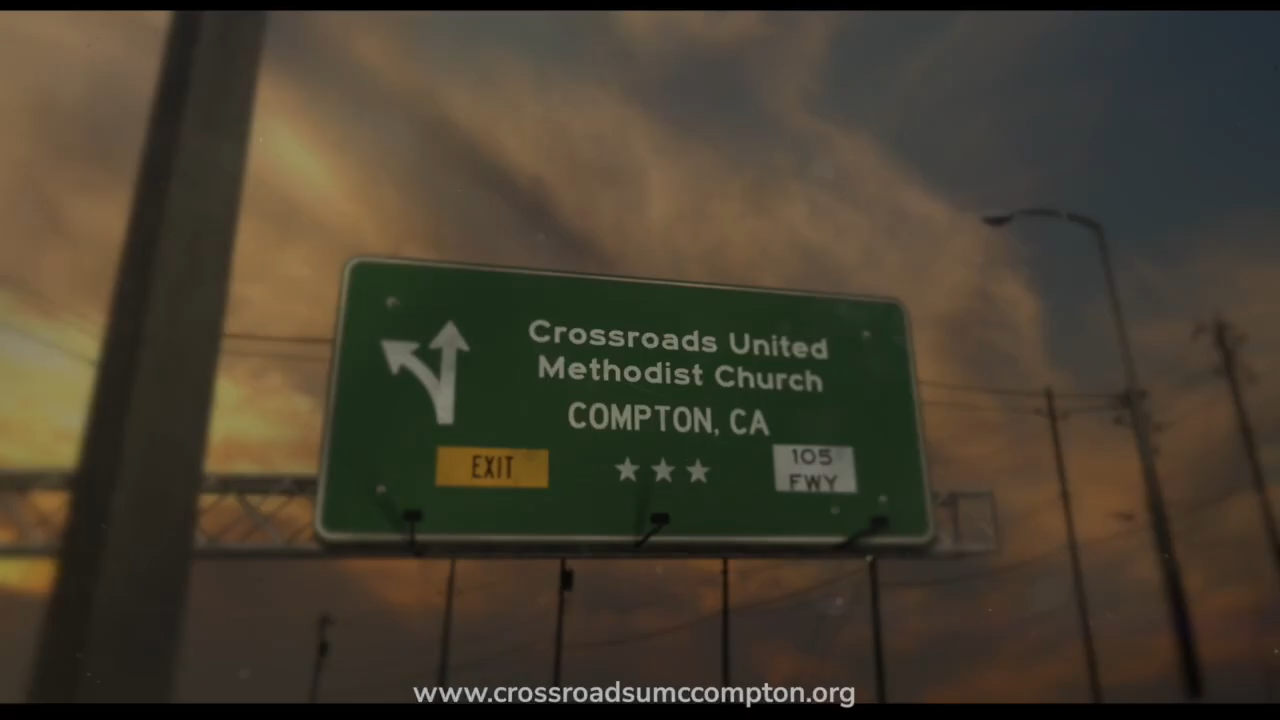 Crossroads United
Methodist Church
COMPTON, CA
EXIT
105
FWY
www.crossroadsumccompton.org